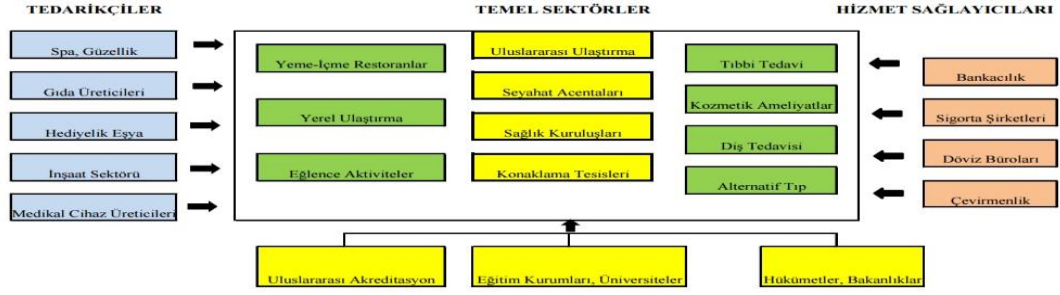 TEDARİKÇİLER
TEMEL SEKTÖRLER
HİZMET SAĞLAYICILARI
Spa, Güzellik
Gıda Üreticileri
Hediyelik Eşya
İnşaat Sektörü
Medikal Cihaz Üreticileri
Yeme-İçme Restoranlar
Yerel Ulaştırma
Eğlence Aktiviteler
Uluslararası Ulaştırma
Seyahat Acentaları
Sağlık Kuruluşları
Konaklama Tesisleri
Tıbbi Tedavi
Kozmetik Ameliyatlar
Diş Tedavisi
Alternatif Tıp
Bankacılık
Sigorta Şirketleri
Döviz Büroları
Çevirmenlik
Uluslararası Akreditasyon
Eğitim Kurumları, Üniversiteler
Hükümetler, Bakanlıklar